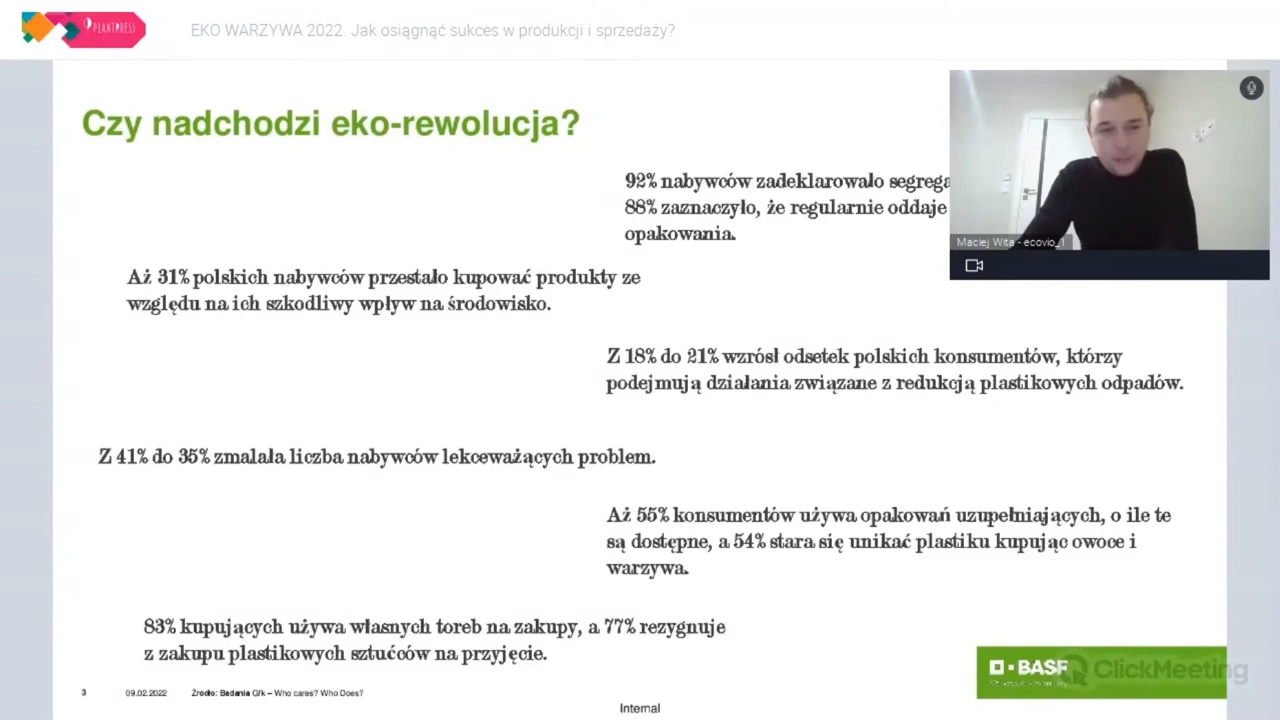 PLANTPRESS
EKO WARZYWA 2022. Jak osiągnąć sukces w produkcji i sprzedaży?
Czy nadchodzi eko-rewolucja?
92% nabywców zadeklarowało
88% zaznaczyło, że regularnie oddaje
opakowania.
Maciej Wita - ecovio_1
Aż 31% polskich nabywców przestało kupować produkty ze
względu na ich szkodliwy wpływ na środowisko.
Z 18% do 21% wzrósł odsetek polskich konsumentów, którzy
podejmują działania związane z redukcją plastikowych odpadów.
Z 41% do 35% zmalała liczba nabywców lekceważących problem.
Aż 55% konsumentów używa opakowań uzupełniających, o ile te
są dostępne, a 54% stara się unikać plastiku kupując owoce i
warzywa.
83% kupujących używa własnych toreb na zakupy, a 77% rezygnuje
z zakupu plastikowych sztućców na przyjęcie.
BASF
ClickMeeting
3 09.02.2022 Źródło: Badania Gfk – Who cares? Who Does?
Internal